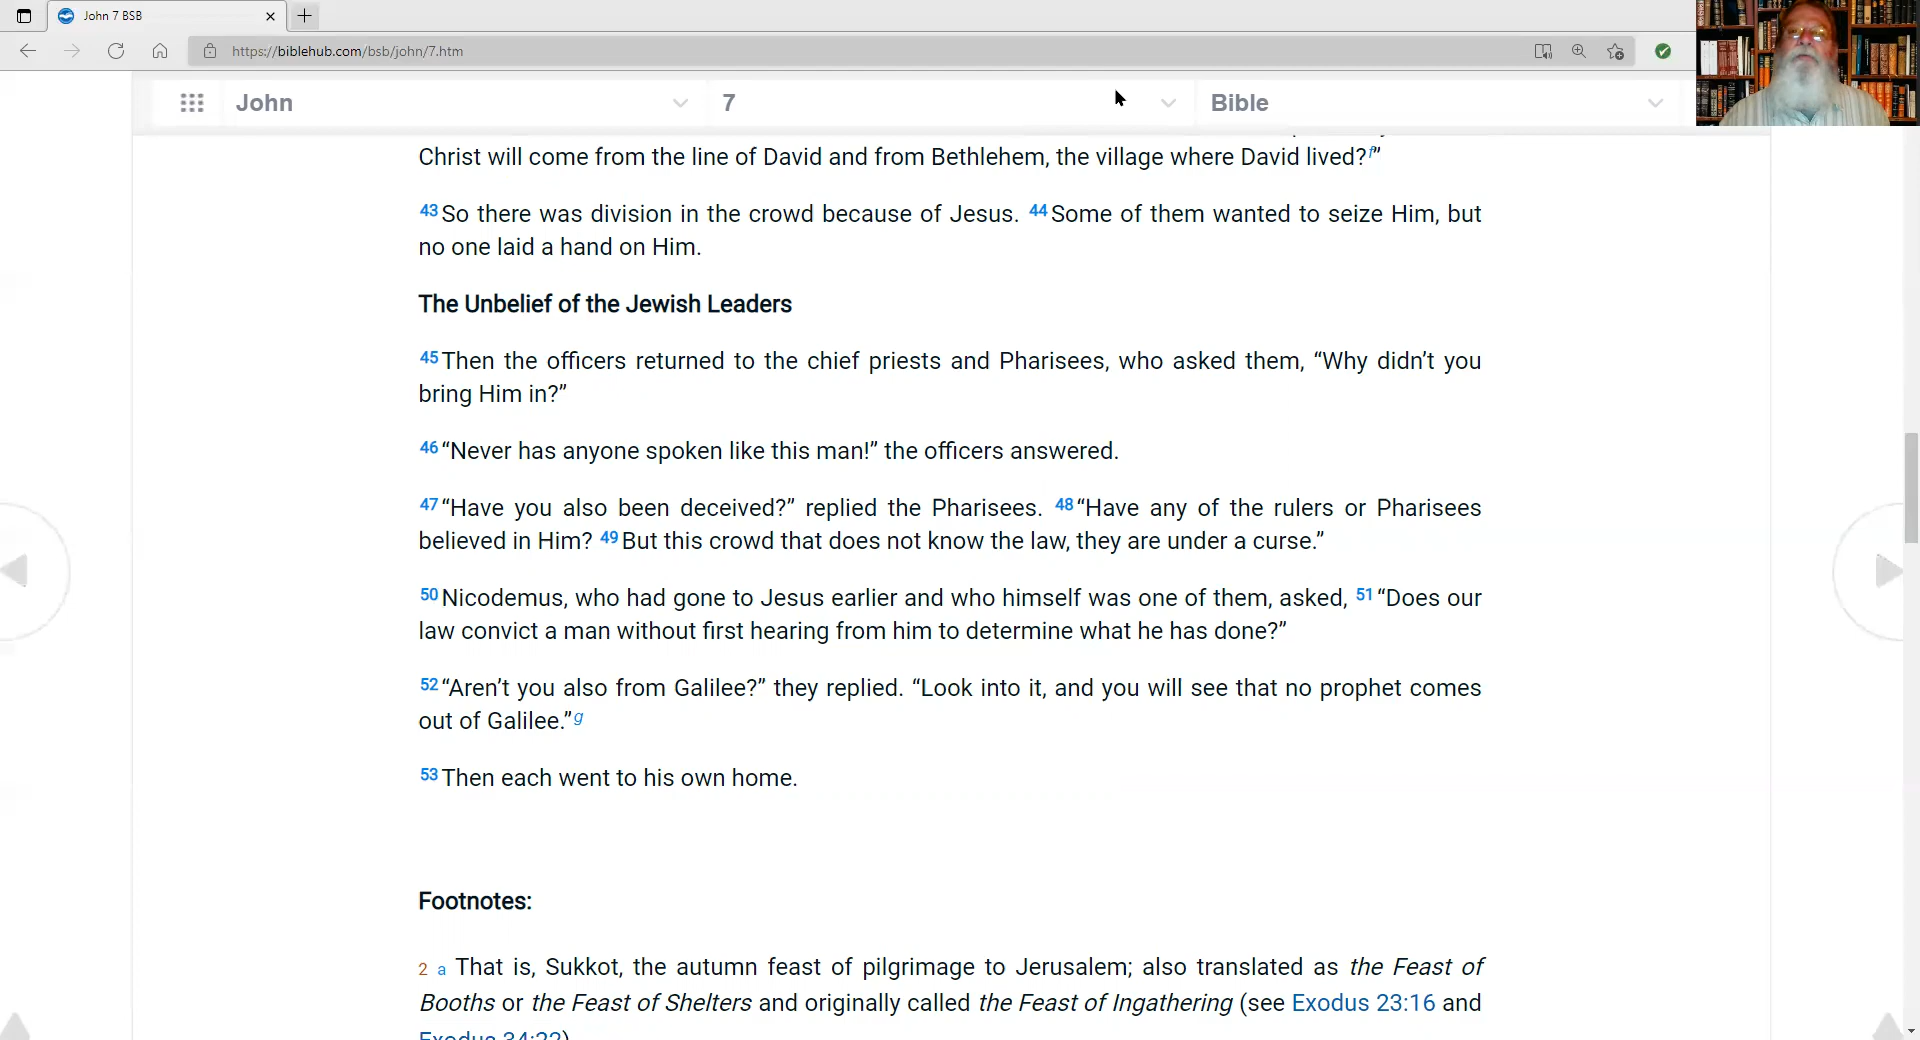 John 7 BSB
https://biblehub.com/bsb/john/7.htm
John 7 Bible
Christ will come from the line of David and from Bethlehem, the village where David lived?f”
43 So there was division in the crowd because of Jesus. 44 Some of them wanted to seize Him, but
no one laid a hand on Him.
The Unbelief of the Jewish Leaders
45 Then the officers returned to the chief priests and Pharisees, who asked them, “Why didn’t you
bring Him in?”
46 “Never has anyone spoken like this man!” the officers answered.
47 “Have you also been deceived?” replied the Pharisees. 48 “Have any of the rulers or Pharisees
believed in Him? 49 But this crowd that does not know the law, they are under a curse.”
50 Nicodemus, who had gone to Jesus earlier and who himself was one of them, asked, 51 “Does our
law convict a man without first hearing from him to determine what he has done?”
52 “Aren’t you also from Galilee?” they replied. “Look into it, and you will see that no prophet comes
out of Galilee.”g
53 Then each went to his own home.
Footnotes:
2 a That is, Sukkot, the autumn feast of pilgrimage to Jerusalem; also translated as the Feast of
Booths or the Feast of Shelters and originally called the Feast of Ingathering (see Exodus 23:16 and
Exodus 34:22)